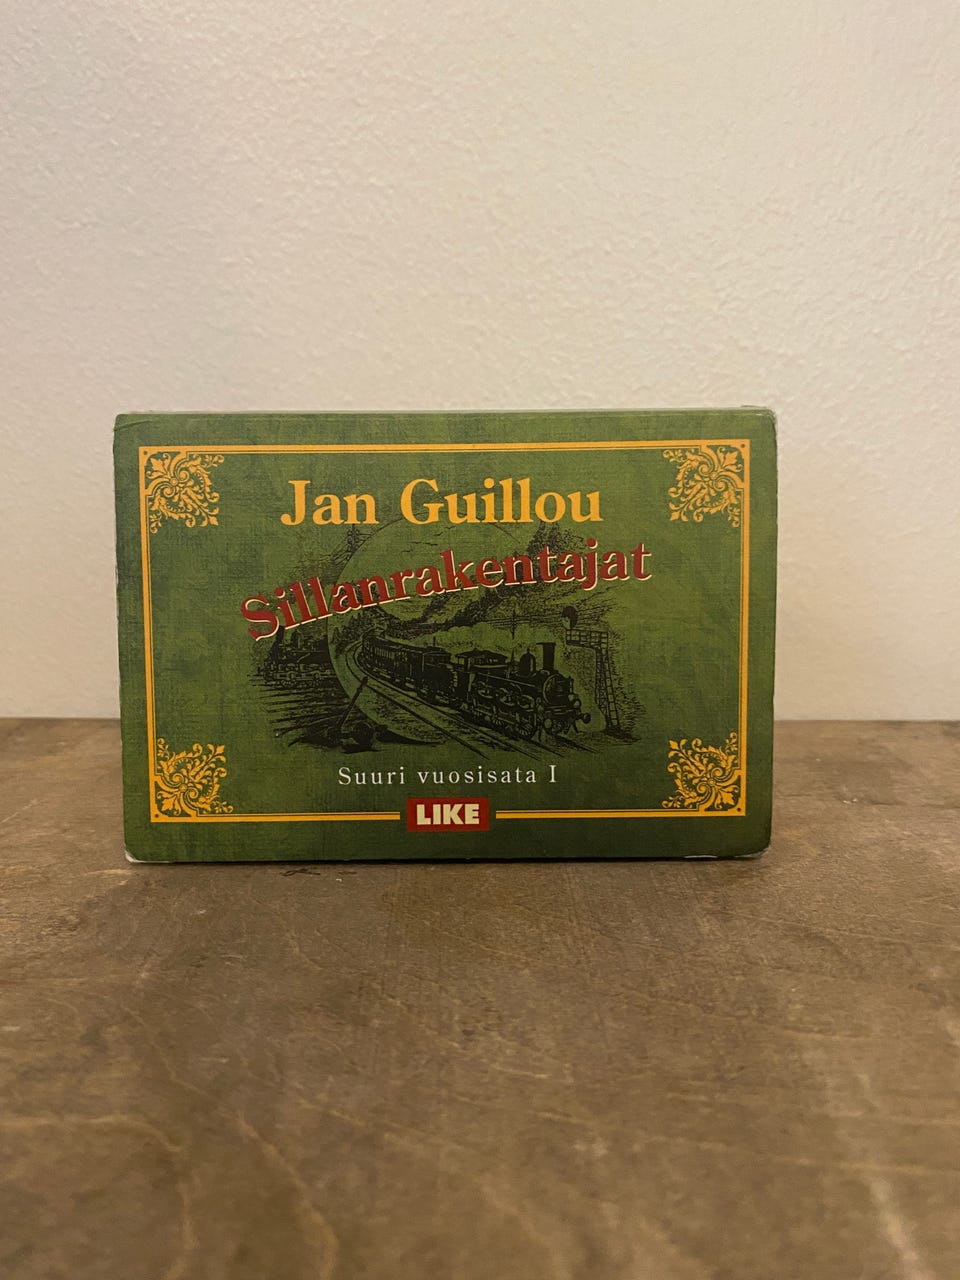 Jan Guillou
Sillanrakentajat
Suuri vuosisata I
LIKE